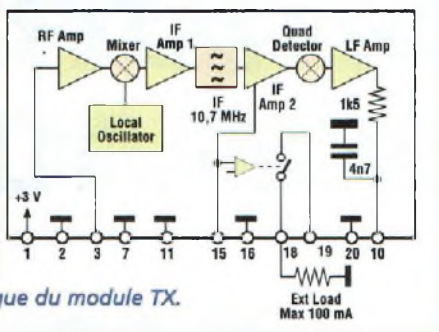 RF Amp
Mixer
IF
Amp 1
Quad
Detector
LF Amp
Local
Oscillator
IF
10,7 MHz
IF
Amp 2
1k5
4n7
+3 V
1 2 3 7 11 15 16 18 19 20 10
Ext Load
Max 100 mA
que du module TX.